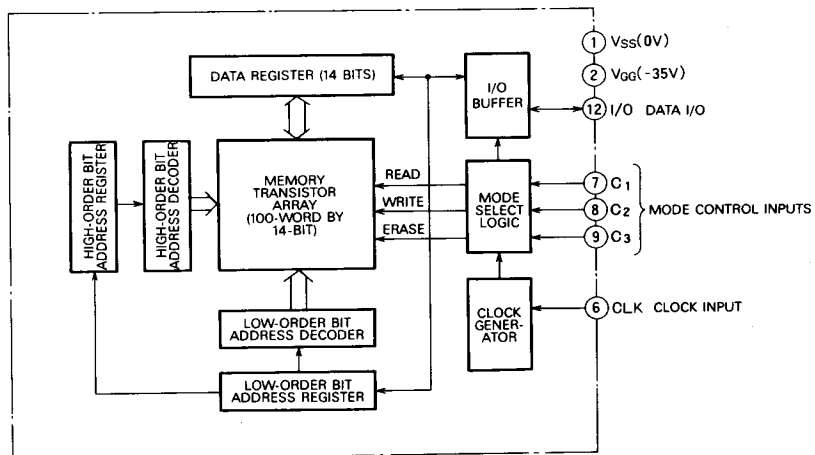 DATA REGISTER (14 BITS)
I/O
BUFFER
1 VSS(0V)
2 VGG(-35V)
12 I/O DATA I/O
HIGH-ORDER BIT
ADDRESS REGISTER
HIGH-ORDER BIT
ADDRESS DECODER
MEMORY
TRANSISTOR
ARRAY
(100-WORD BY
14-BIT)
READ
WRITE
ERASE
MODE
SELECT
LOGIC
7 C1
8 C2
9 C3
MODE CONTROL INPUTS
LOW-ORDER BIT
ADDRESS DECODER
CLOCK
GENER-
ATOR
6 CLK CLOCK INPUT
LOW-ORDER BIT
ADDRESS REGISTER